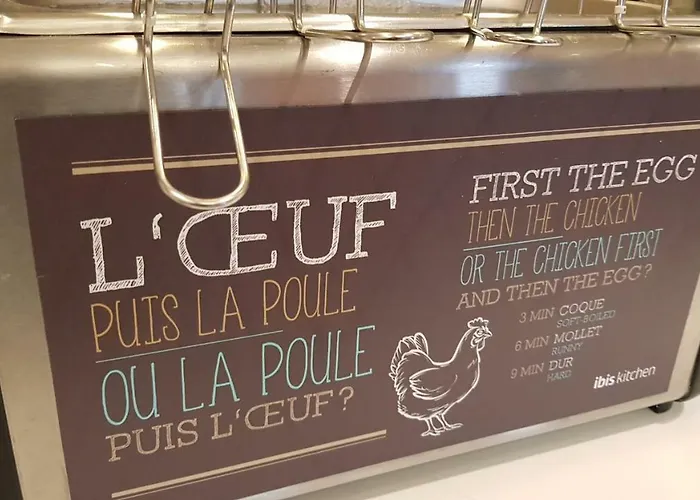 L'ŒUF
PUIS LA POULE
OU LA POULE
PUIS L'ŒUF?
FIRST THE EGG
THEN THE CHICKEN
OR THE CHICKEN FIRST
AND THEN THE EGG?
3 MIN COQUE
SOFT-BOILED
6 MIN MOLLET
RUNNY
9 MIN DUR
HARD
ibis kitchen